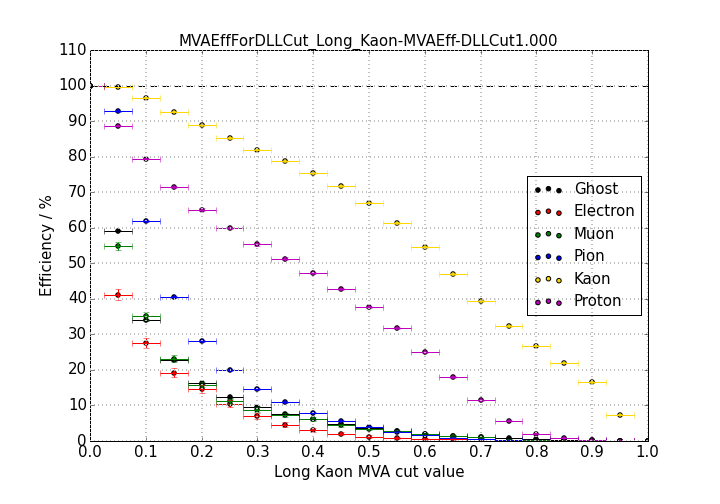 MVAEffForDLLCut_Long_Kaon-MVAEff-DLLCut1.000
110
100
90
80
70
60
50
40
30
20
10
0
Efficiency / %
Ghost
Electron
Muon
Pion
Kaon
Proton
0.0 0.1 0.2 0.3 0.4 0.5 0.6 0.7 0.8 0.9 1.0
Long Kaon MVA cut value